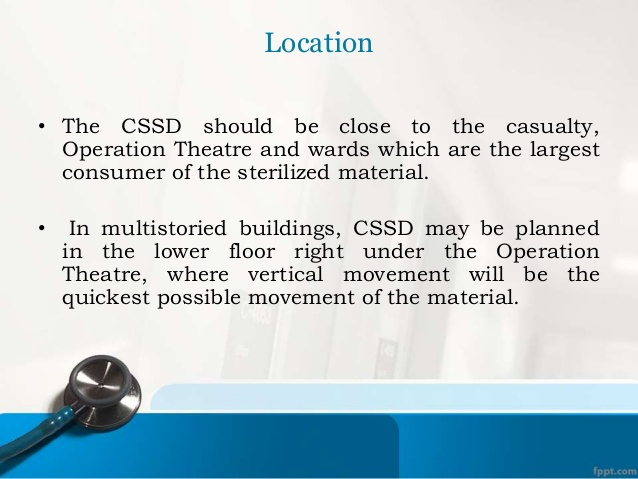 Location
• The CSSD should be close to the casualty,
Operation Theatre and wards which are the largest
consumer of the sterilized material.
• In multistoried buildings, CSSD may be planned
in the lower floor right under the Operation
Theatre, where vertical movement will be the
quickest possible movement of the material.
fppt.com